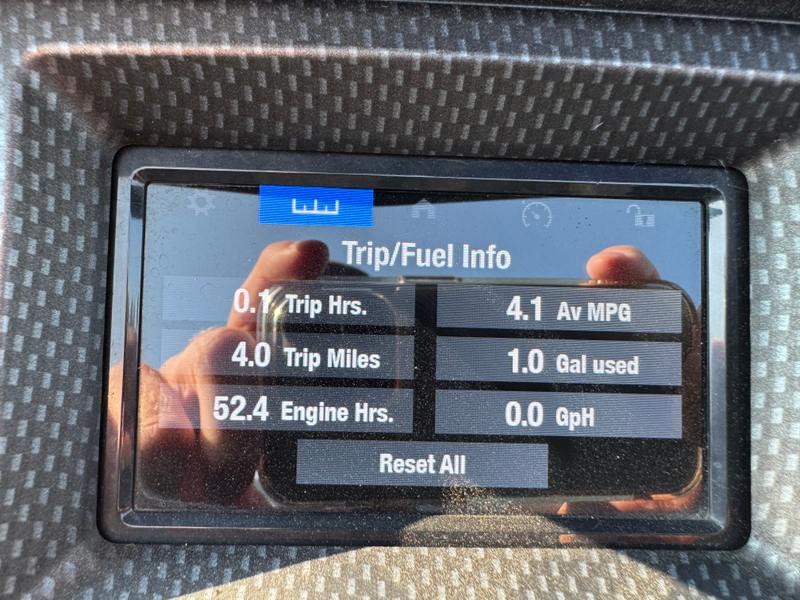 Trip/Fuel Info
0.1 Trip Hrs.
4.1 Av MPG
4.0 Trip Miles
1.0 Gal used
52.4 Engine Hrs.
0.0 GpH
Reset All